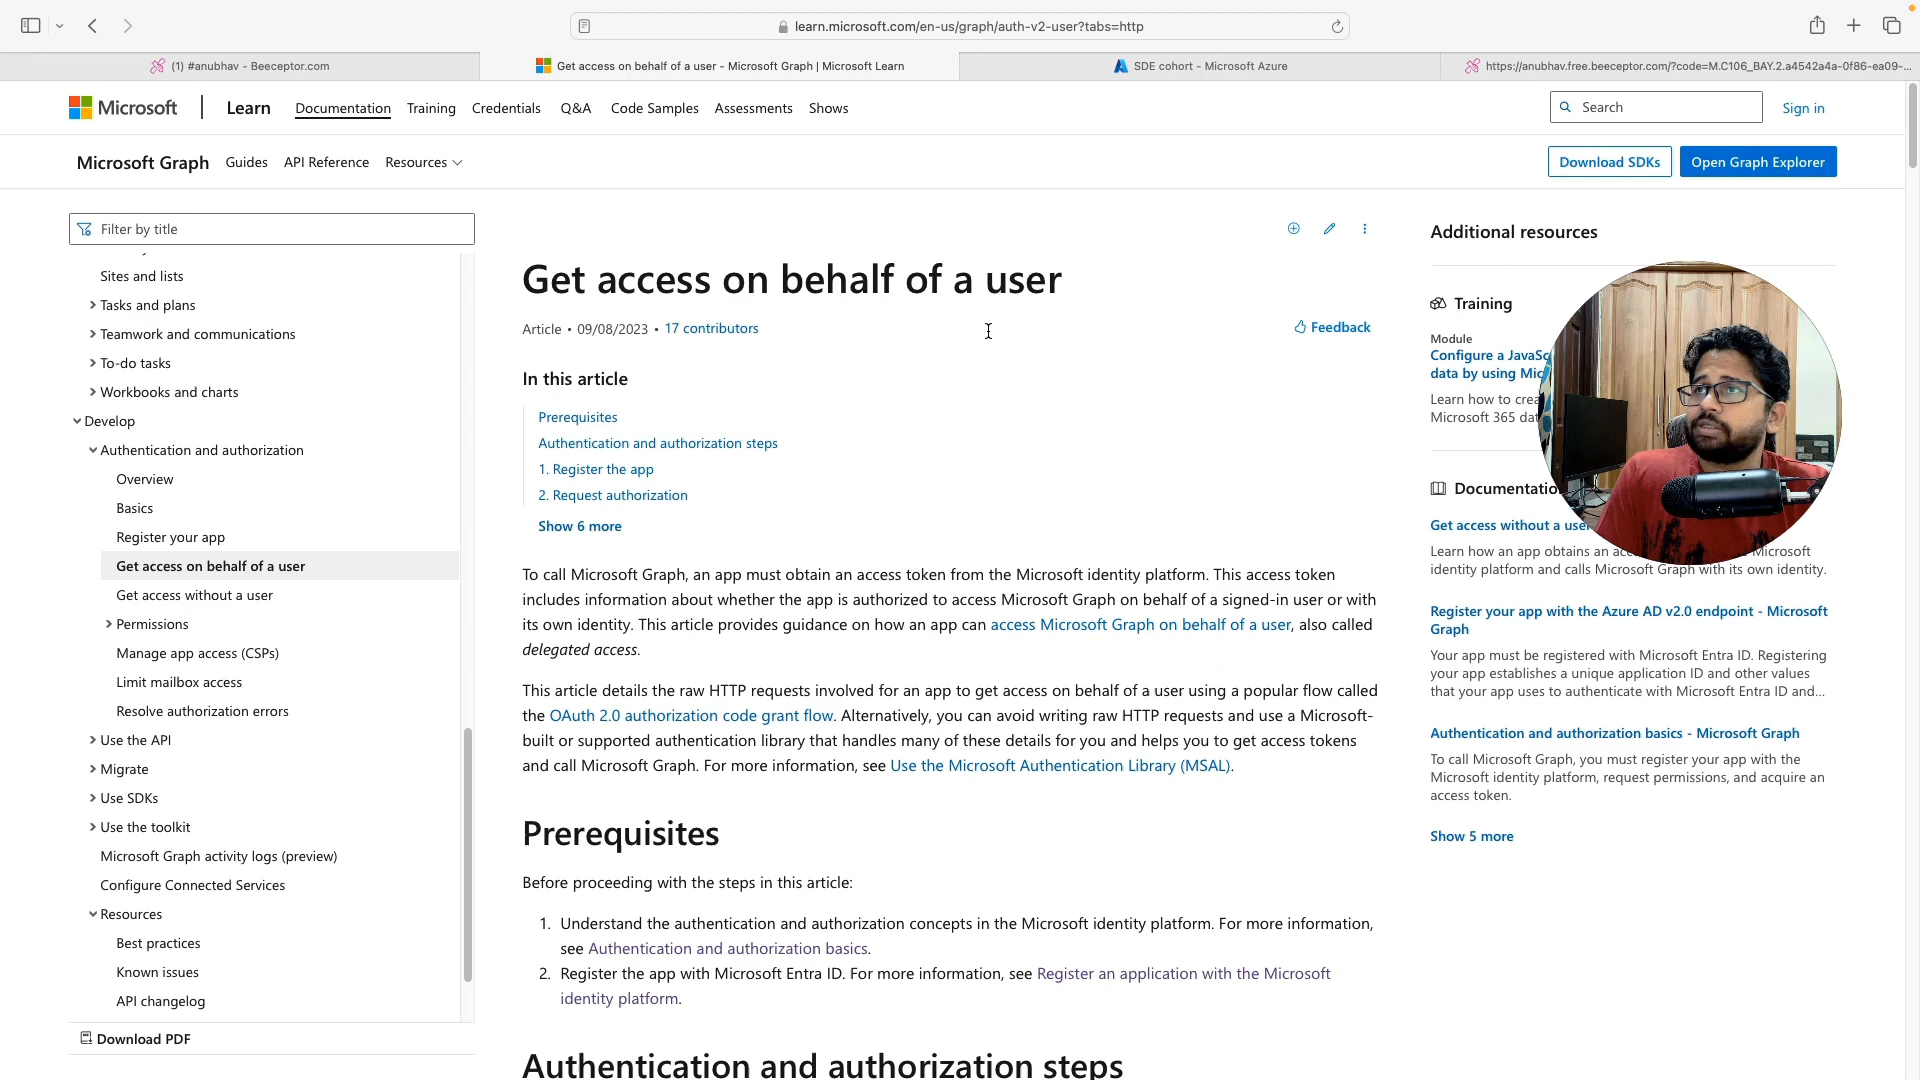 learn.microsoft.com/en-us/graph/auth-v2-user?tabs=http
(1) #anubhav - Beeceptor.com
Get access on behalf of a user - Microsoft Graph | Microsoft Learn
SDE cohort - Microsoft Azure
https://anubhav.free.beeceptor.com/?code=M.C106_BAY.2.a4542a4a-0f86-ea09-...
Microsoft
Learn
Documentation
Training
Credentials
Q&A
Code Samples
Assessments
Shows
Search
Sign in
Microsoft Graph
Guides
API Reference
Resources
Download SDKs
Open Graph Explorer
Filter by title
Sites and lists
Tasks and plans
Teamwork and communications
To-do tasks
Workbooks and charts
Develop
Authentication and authorization
Overview
Basics
Register your app
Get access on behalf of a user
Get access without a user
Permissions
Manage app access (CSPs)
Limit mailbox access
Resolve authorization errors
Use the API
Migrate
Use SDKs
Use the toolkit
Microsoft Graph activity logs (preview)
Configure Connected Services
Resources
Best practices
Known issues
API changelog
Download PDF
Get access on behalf of a user
Article • 09/08/2023 • 17 contributors
Feedback
In this article
Prerequisites
Authentication and authorization steps
1. Register the app
2. Request authorization
Show 6 more
To call Microsoft Graph, an app must obtain an access token from the Microsoft identity platform. This access token
includes information about whether the app is authorized to access Microsoft Graph on behalf of a signed-in user or with
its own identity. This article provides guidance on how an app can access Microsoft Graph on behalf of a user, also called
delegated access.
This article details the raw HTTP requests involved for an app to get access on behalf of a user using a popular flow called
the OAuth 2.0 authorization code grant flow. Alternatively, you can avoid writing raw HTTP requests and use a Microsoft-
built or supported authentication library that handles many of these details for you and helps you to get access tokens
and call Microsoft Graph. For more information, see Use the Microsoft Authentication Library (MSAL).
Prerequisites
Before proceeding with the steps in this article:
1. Understand the authentication and authorization concepts in the Microsoft identity platform. For more information,
see Authentication and authorization basics.
2. Register the app with Microsoft Entra ID. For more information, see Register an application with the Microsoft
identity platform.
Authentication and authorization steps
Additional resources
Training
Module
Configure a
data by using
Learn how to
Microsoft 365
Get access without a
Learn how an app obtains an Microsoft
identity platform and calls Microsoft Graph with its own identity.
Register your app with the Azure AD v2.0 endpoint - Microsoft
Graph
Your app must be registered with Microsoft Entra ID. Registering
your app establishes a unique application ID and other values
that your app uses to authenticate with Microsoft Entra ID and...
Authentication and authorization basics - Microsoft Graph
To call Microsoft Graph, you must register your app with the
Microsoft identity platform, request permissions, and acquire an
access token.
Show 5 more